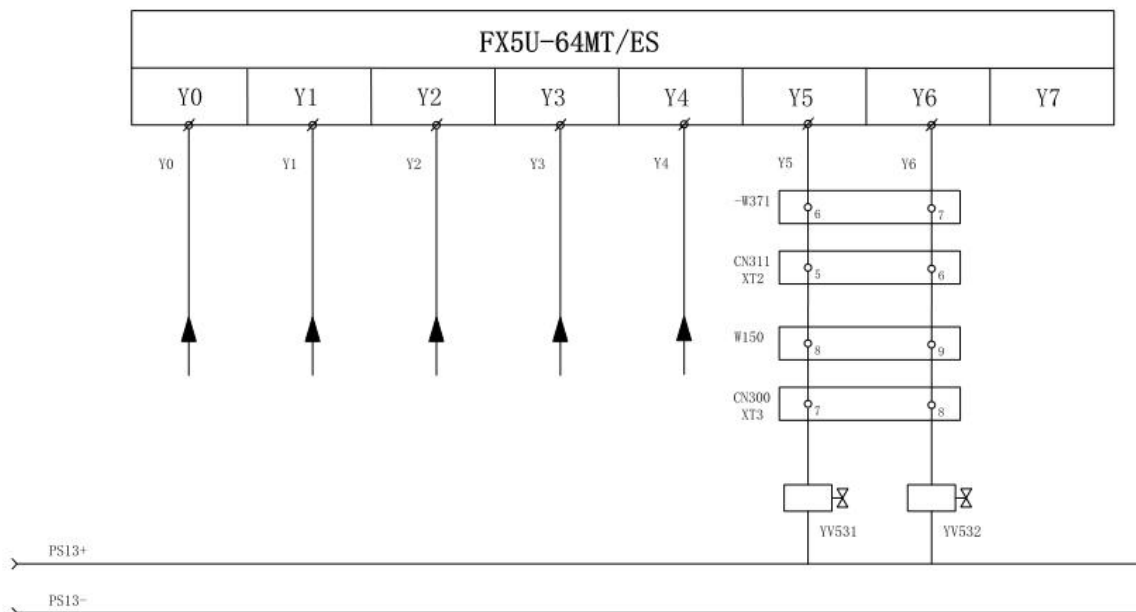 FX5U-64MT/ES
Y0 Y1 Y2 Y3 Y4 Y5 Y6 Y7
Y0 Y1 Y2 Y3 Y4 Y5 Y6
-W371 6 7
CN311 5 6
XT2
W150 8 9
CN300 7 8
XT3
YV531 YV532
PS13+
PS13-